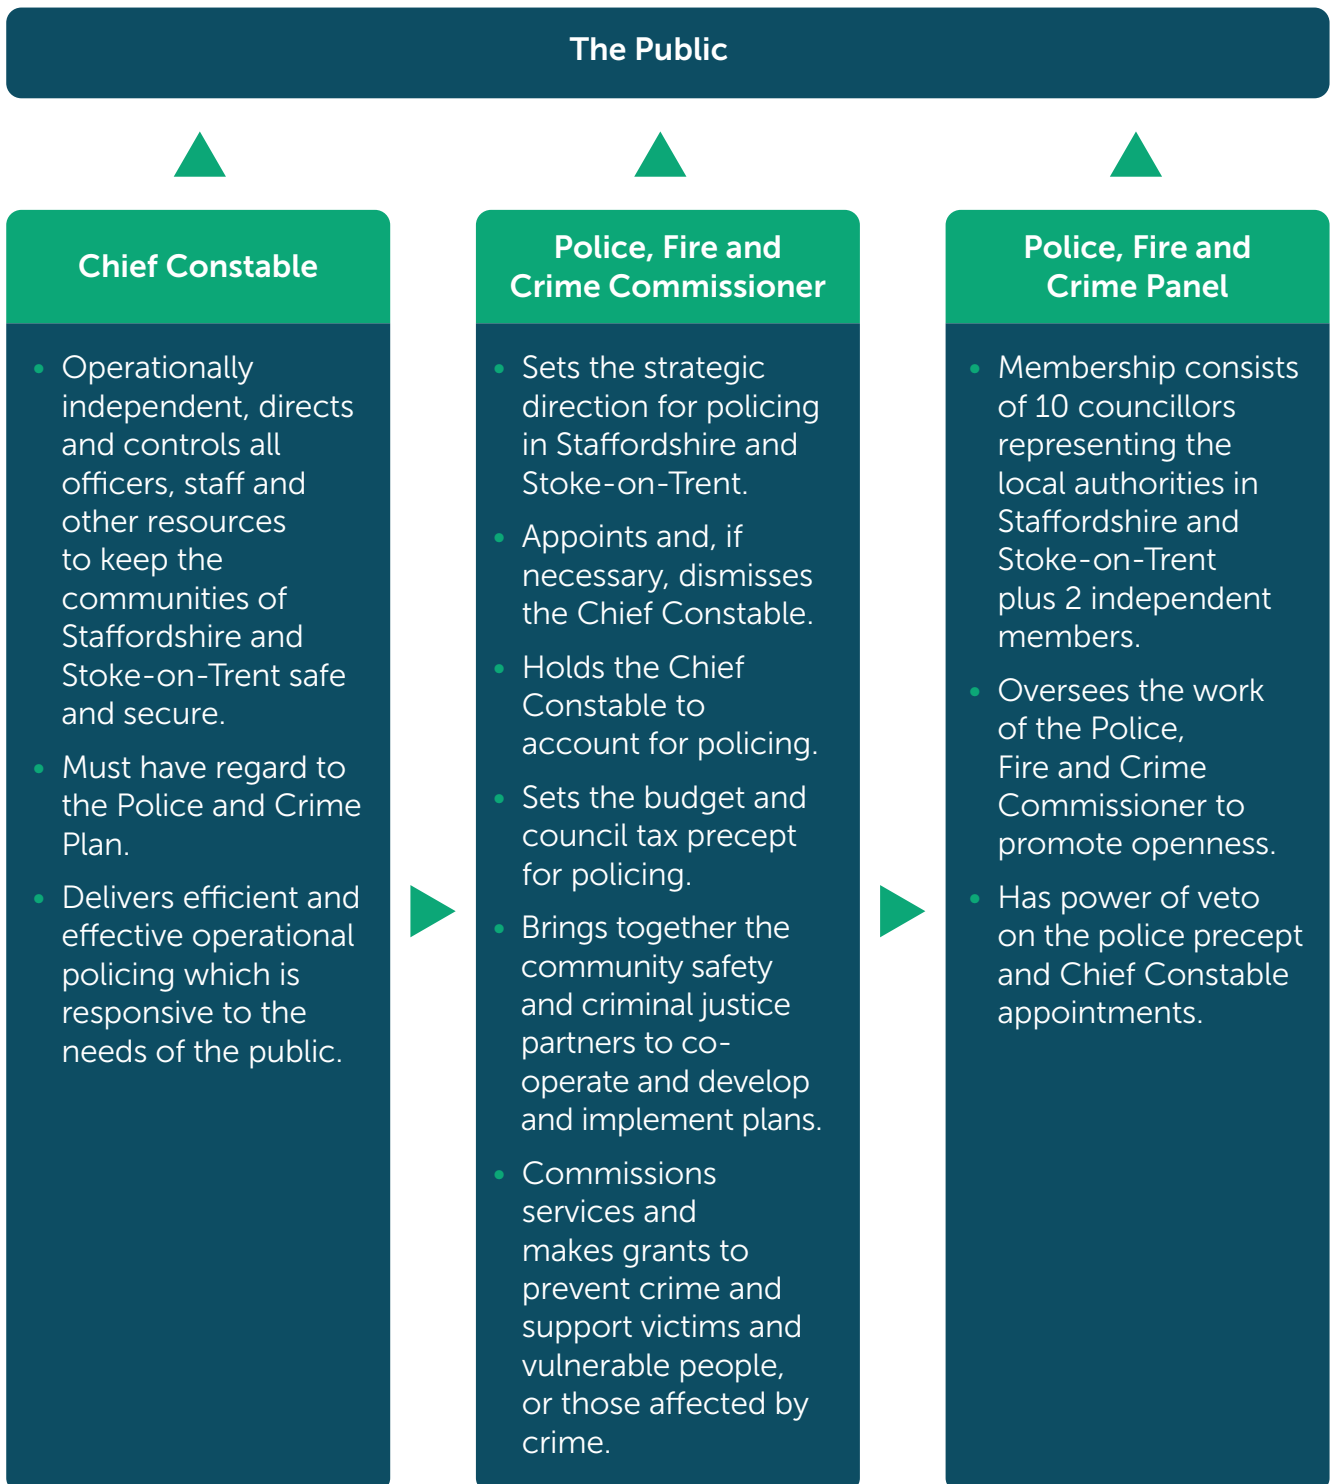 The Public
Chief Constable
• Operationally
independent, directs
and controls all
officers, staff and
other resources
to keep the
communities of
Staffordshire and
Stoke-on-Trent safe
and secure.
• Must have regard to
the Police and Crime
Plan.
• Delivers efficient and
effective operational
policing which is
responsive to the
needs of the public.
Police, Fire and
Crime Commissioner
• Sets the strategic
direction for policing
in Staffordshire and
Stoke-on-Trent.
• Appoints and, if
necessary, dismisses
the Chief Constable.
• Holds the Chief
Constable to
account for policing.
• Sets the budget and
council tax precept
for policing.
• Brings together the
community safety
and criminal justice
partners to co-
operate and develop
and implement plans.
• Commissions
services and
makes grants to
prevent crime and
support victims and
vulnerable people,
or those affected by
crime.
Police, Fire and
Crime Panel
• Membership consists
of 10 councillors
representing the
local authorities in
Staffordshire and
Stoke-on-Trent
plus 2 independent
members.
• Oversees the work
of the Police,
Fire and Crime
Commissioner to
promote openness.
• Has power of veto
on the police precept
and Chief Constable
appointments.